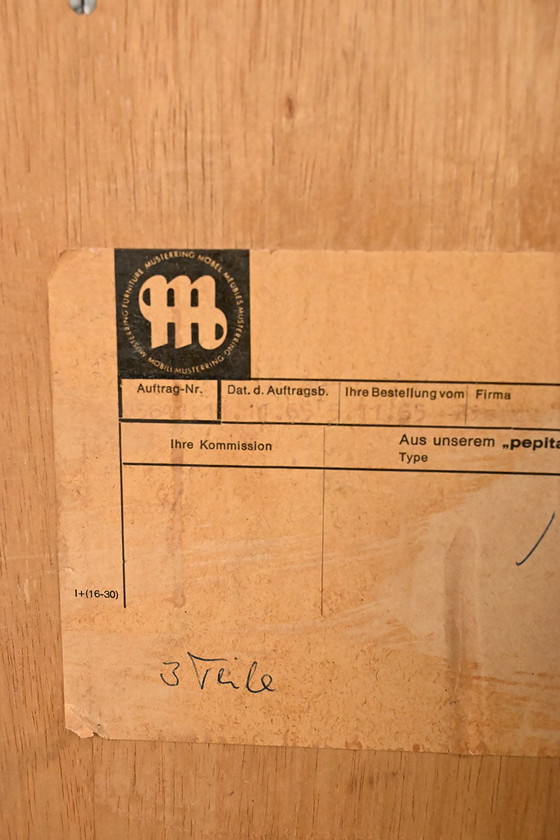 MUSTERRING MÖBEL MEUBLES MUSTERRING MOBILI MUSTERRING FURNITURE
Auftrag-Nr. Dat. d. Auftragsb. Ihre Bestellung vom Firma
Ihre Kommission Aus unserem „pepita
Type
I+(16-30)
3 Teile